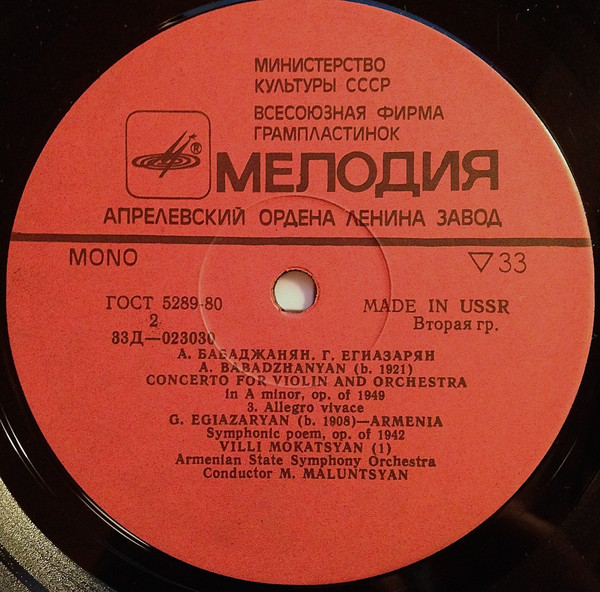 МИНИСТЕРСТВО
КУЛЬТУРЫ СССР
ВСЕСОЮЗНАЯ ФИРМА
ГРАМПЛАСТИНОК
®
МЕЛОДИЯ
АПРЕЛЕВСКИЙ ОРДЕНА ЛЕНИНА ЗАВОД
MONO
▽33
ГОСТ 5289-80
MADE IN USSR
2
Вторая гр.
33Д—023030
А. БАБАДЖАНЯН, Г. ЕГИАЗАРЯН
A. BABADZHANYAN (b. 1921)
CONCERTO FOR VIOLIN AND ORCHESTRA
in A minor, op. of 1949
3. Allegro vivace
G. EGIAZARYAN (b. 1908)—ARMENIA
Symphonic poem, op. of 1942
VILLI MOKATSYAN (1)
Armenian State Symphony Orchestra
Conductor M. MALUNTSYAN